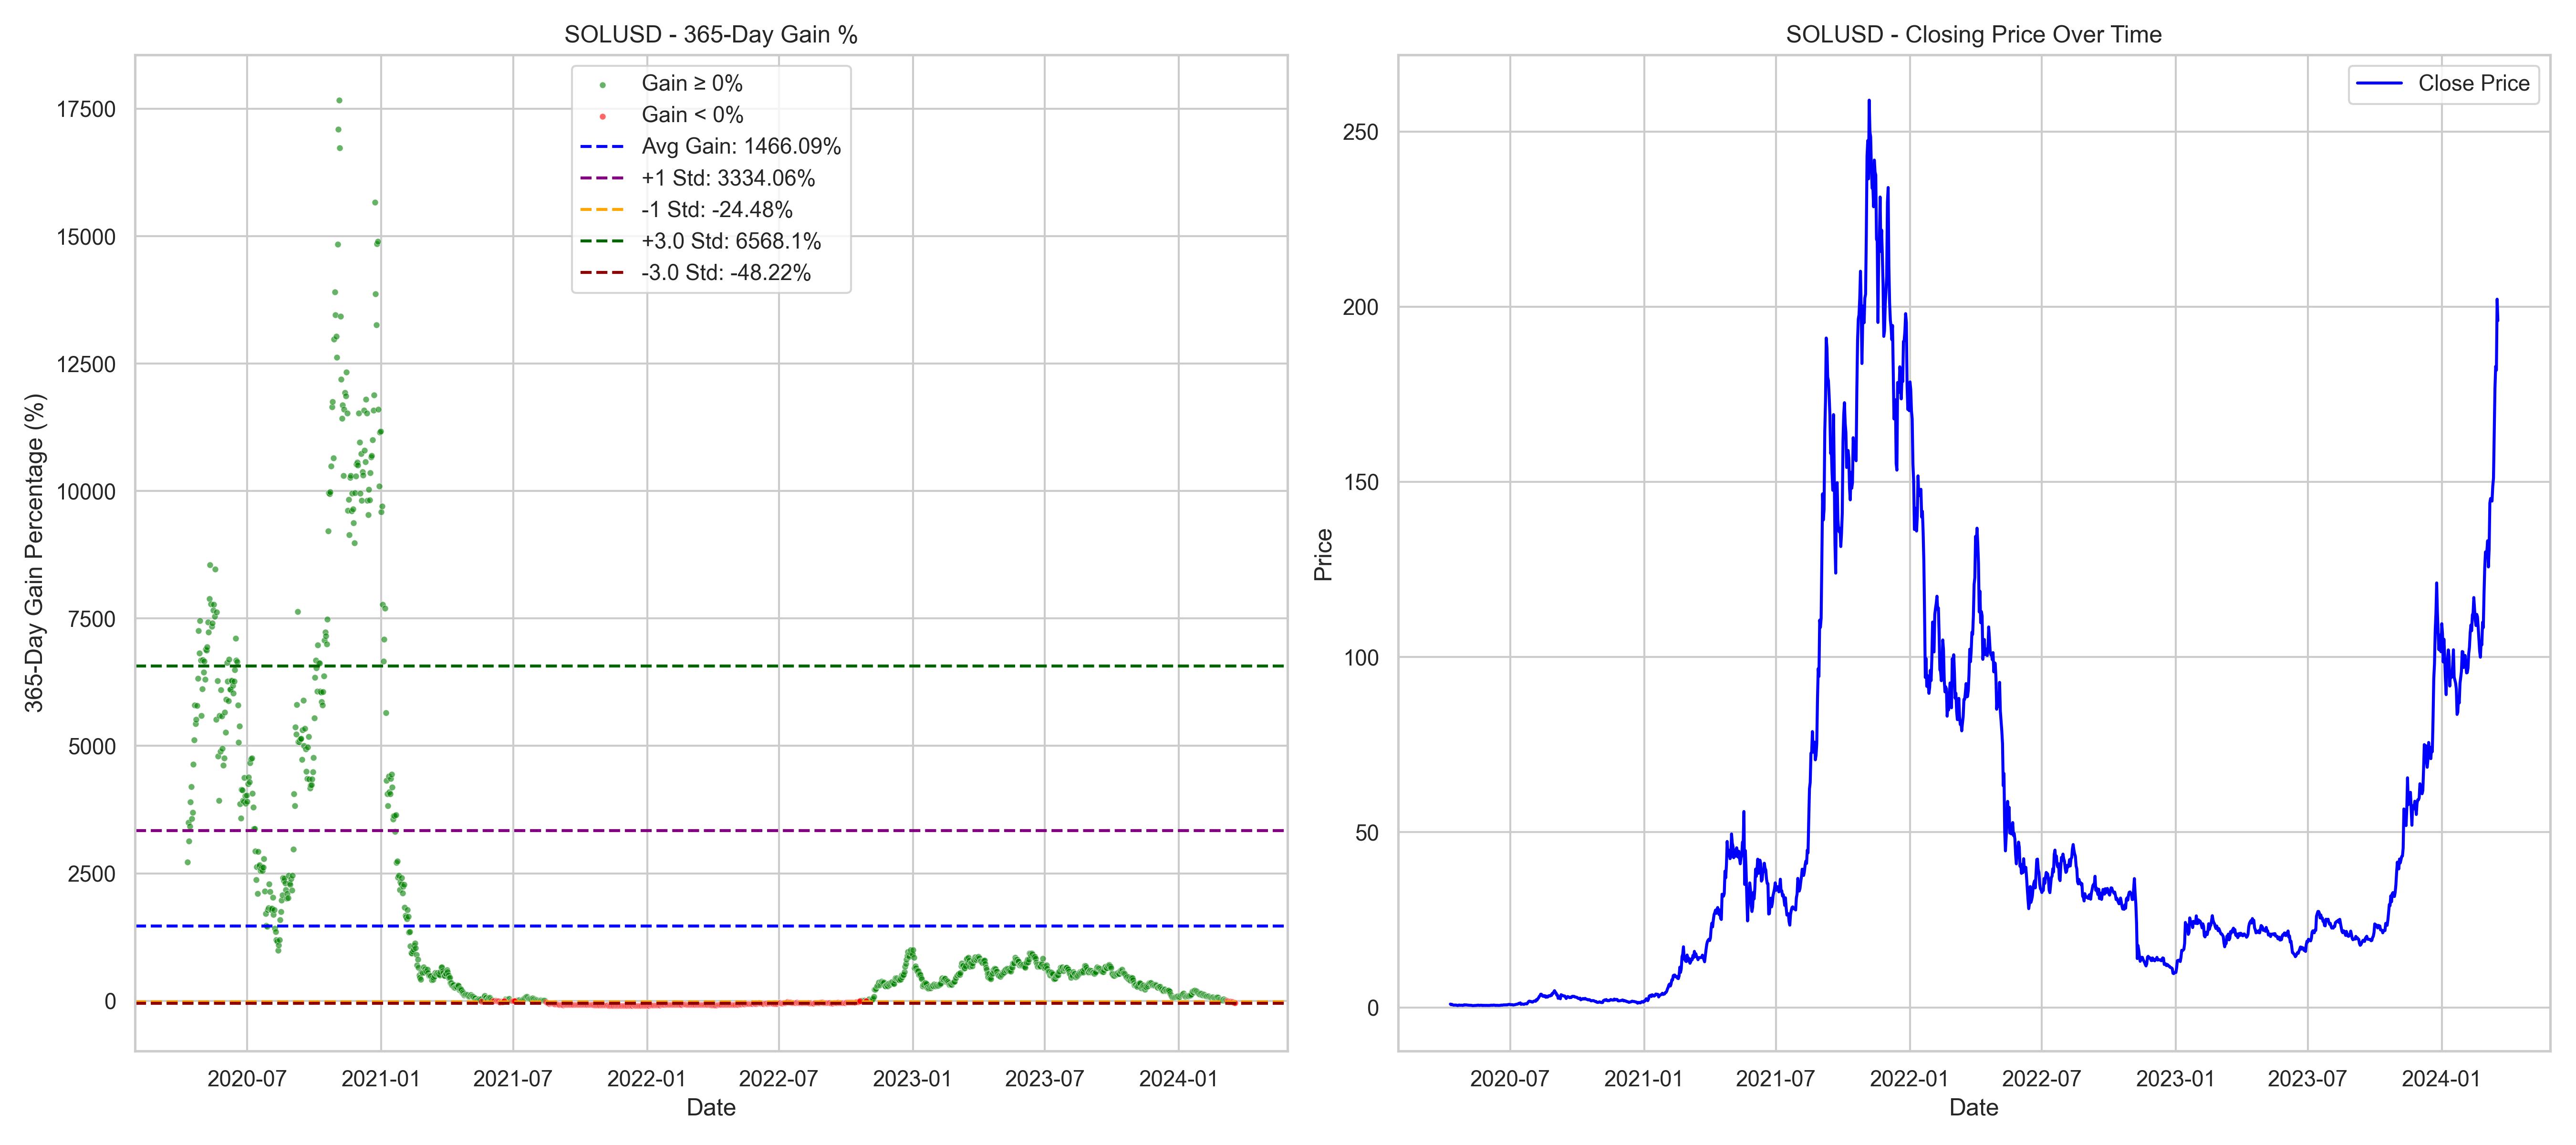 SOLUSD - 365-Day Gain %
Gain ≥ 0%
Gain < 0%
Avg Gain: 1466.09%
+1 Std: 3334.06%
-1 Std: -24.48%
+3.0 Std: 6568.1%
-3.0 Std: -48.22%
17500
15000
12500
10000
7500
5000
2500
0
365-Day Gain Percentage (%)
2020-07 2021-01 2021-07 2022-01 2022-07 2023-01 2023-07 2024-01
Date
SOLUSD - Closing Price Over Time
Close Price
250
200
150
100
50
0
Price
2020-07 2021-01 2021-07 2022-01 2022-07 2023-01 2023-07 2024-01
Date